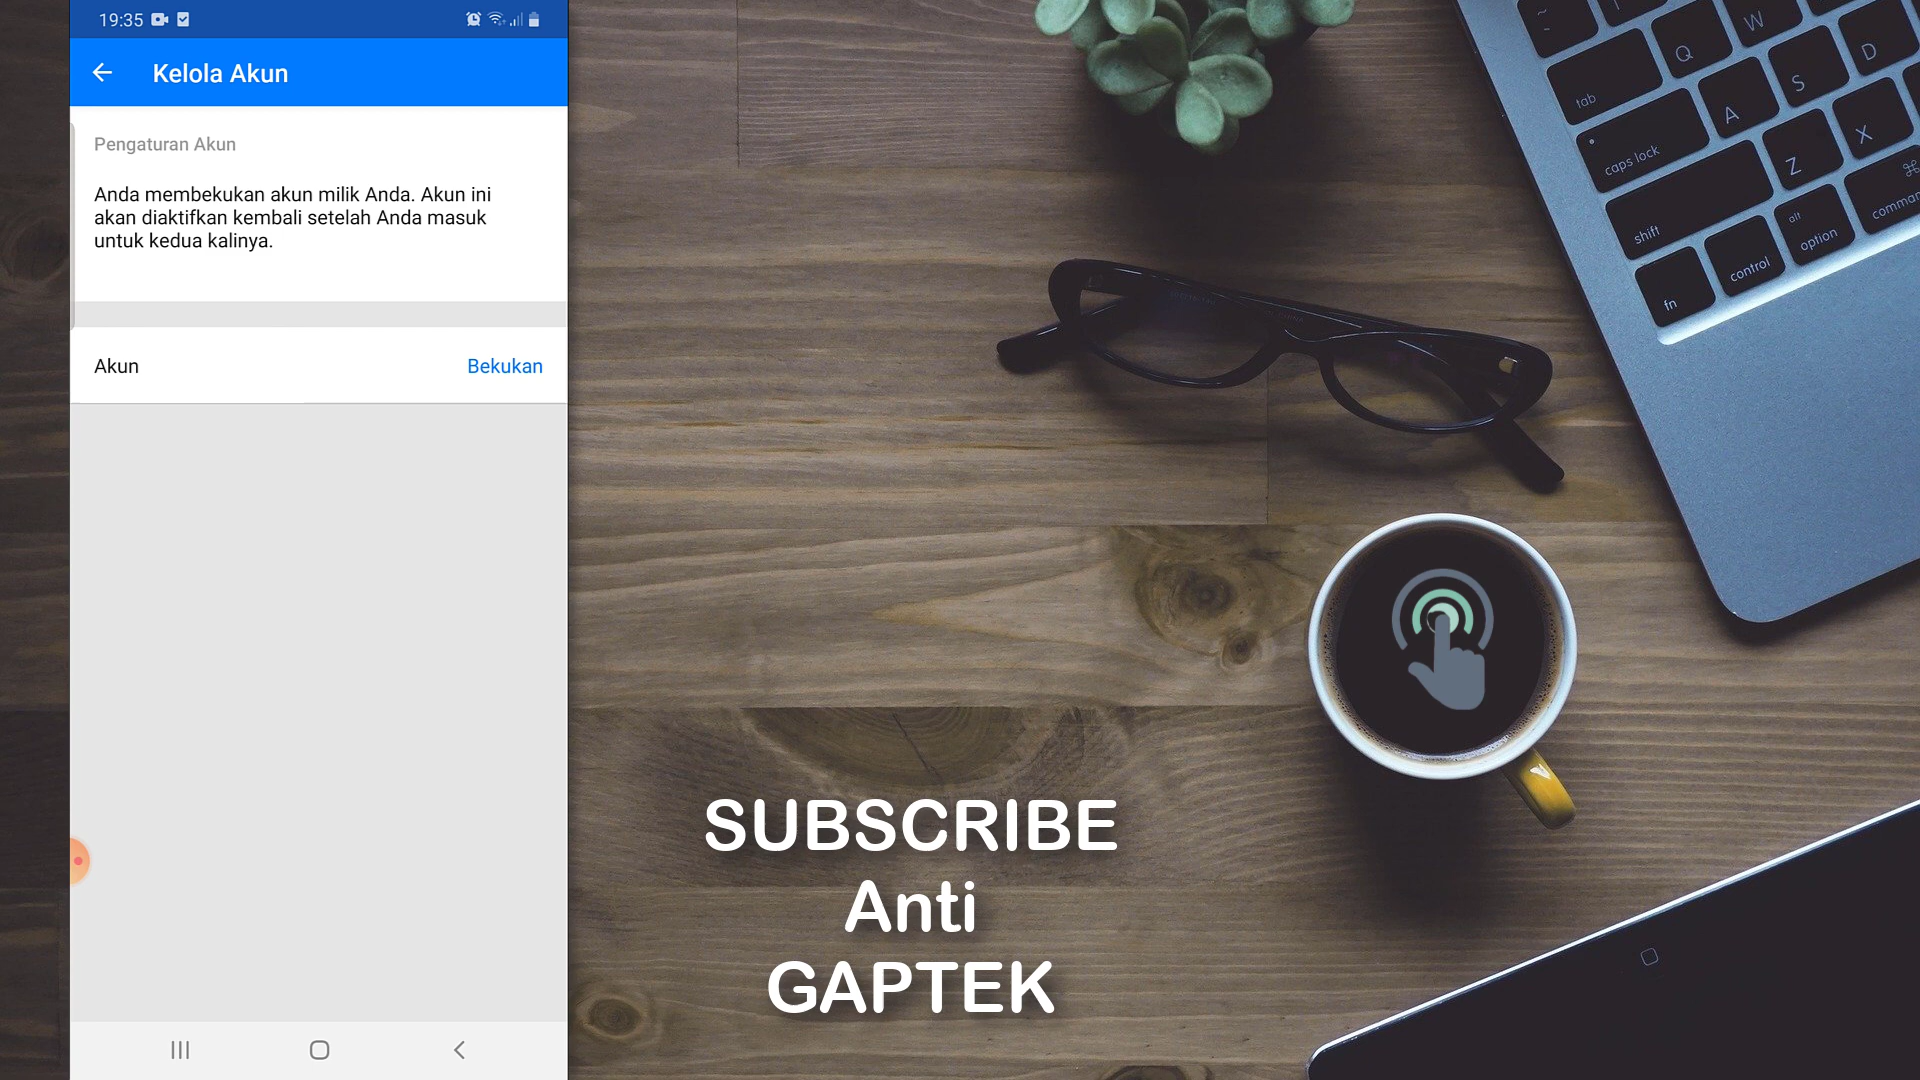 19:35
Kelola Akun
Pengaturan Akun
Anda membekukan akun milik Anda. Akun ini
akan diaktifkan kembali setelah Anda masuk
untuk kedua kalinya.
Akun
Bekukan
SUBSCRIBE
Anti
GAPTEK
~
Q
W
tab
A
S
D
caps lock
Z
X
shift
⌘
fn
control
alt
option